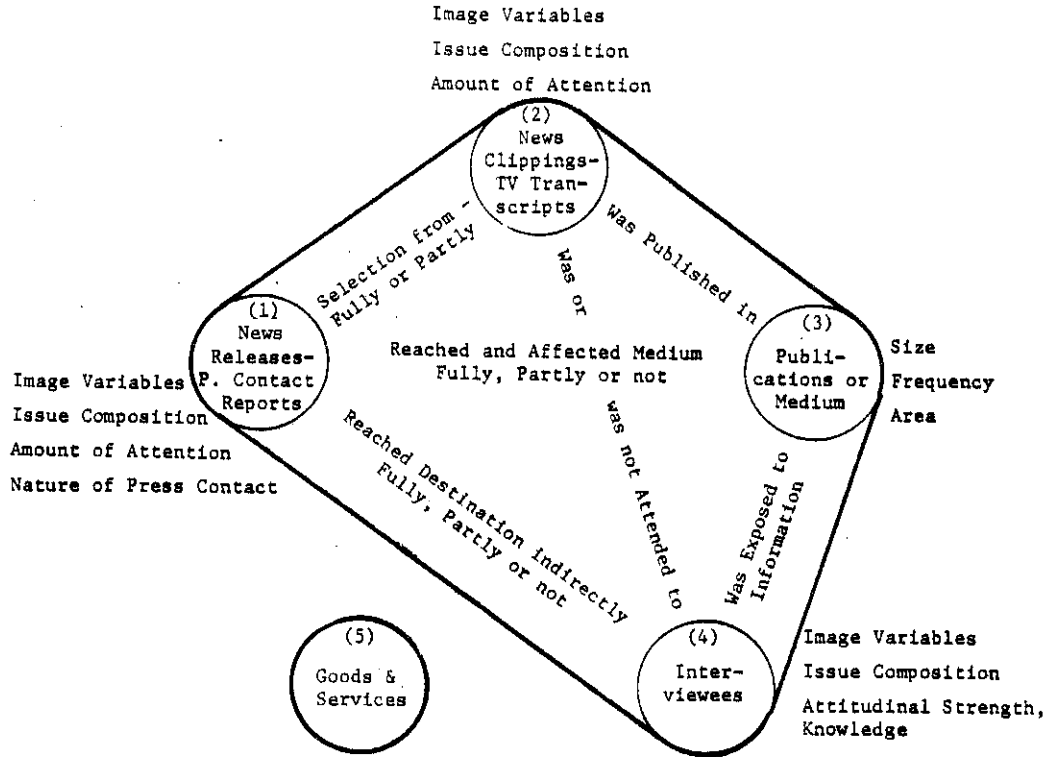 Image Variables
Issue Composition
Amount of Attention
(2)
News
Clippings-
TV Tran-
scripts
Selection from -
Fully or Partly
Was Published in
Was or
was not Attended to
(1)
News
Releases-
P. Contact
Reports
Reached and Affected Medium
Fully, Partly or not
(3)
Publi-
cations or
Medium
Size
Frequency
Area
Image Variables
Issue Composition
Amount of Attention
Nature of Press Contact
Reached Destination indirectly
Fully, Partly or not
Was Exposed to
Information
(5)
Goods &
Services
(4)
Inter-
viewees
Image Variables
Issue Composition
Attitudinal Strength,
Knowledge